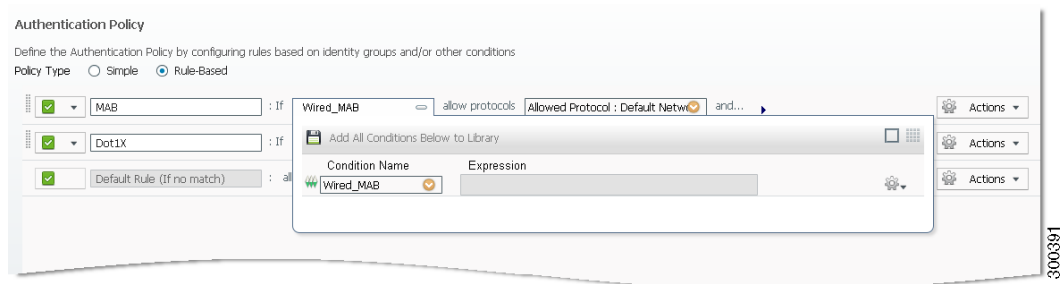 Authentication Policy
Define the Authentication Policy by configuring rules based on identity groups and/or other conditions
Policy Type Simple Rule-Based
MAB : If Wired_MAB allow protocols Allowed Protocol : Default Netwo and... Actions
Dot1X : If Add All Conditions Below to Library Actions
Condition Name Expression
Default Rule (If no match) : al Wired_MAB Actions
300391